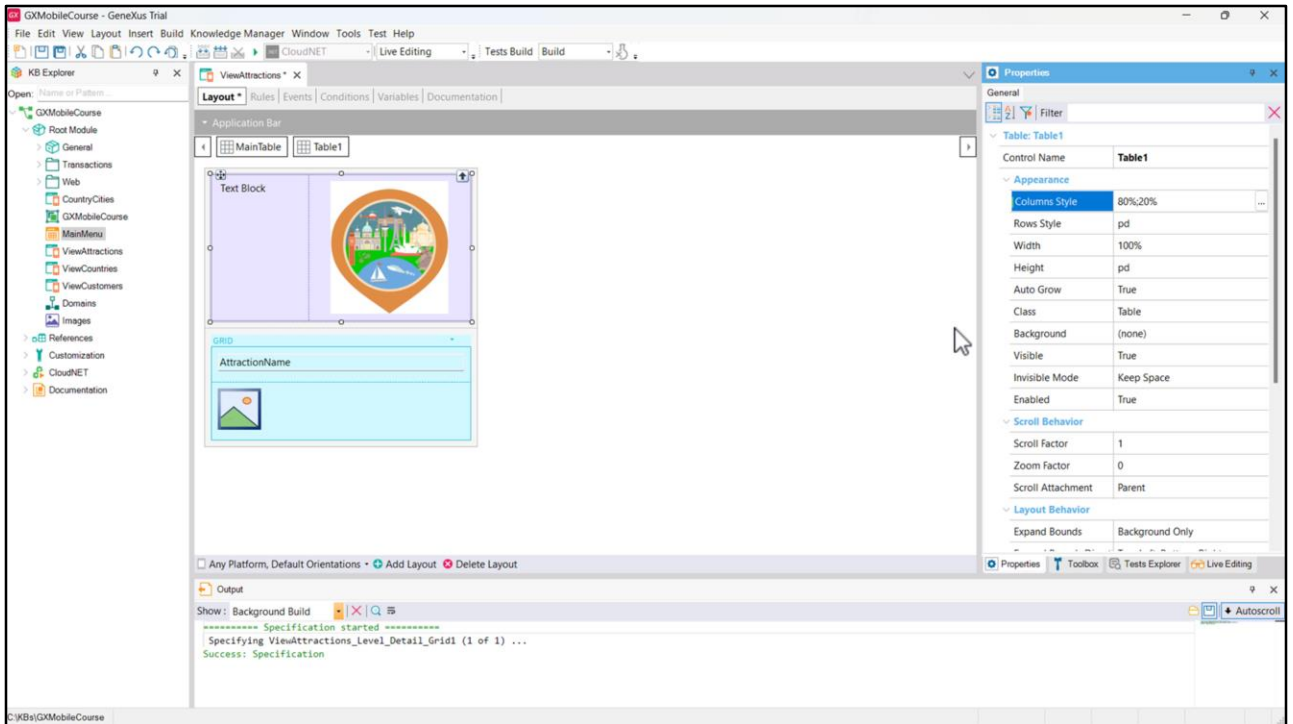 GX GXMobileCourse - GeneXus Trial
File Edit View Layout Insert Build Knowledge Manager Window Tools Test Help
CloudNET Live Editing Tests Build Build
KB Explorer
Open: Name or Pattern...
GXMobileCourse
Root Module
General
Transactions
Web
CountryCities
GXMobileCourse
MainMenu
ViewAttractions
ViewCountries
ViewCustomers
Domains
Images
References
Customization
CloudNET
Documentation
ViewAttractions *
Layout * Rules Events Conditions Variables Documentation
Application Bar
MainTable Table1
Text Block
GRID
AttractionName
Any Platform, Default Orientations Add Layout Delete Layout
Output
Show: Background Build Autoscroll
========== Specification started ==========
Specifying ViewAttractions_Level_Detail_Grid1 (1 of 1) ...
Success: Specification
Properties
General
Filter
Table: Table1
Control Name Table1
Appearance
Columns Style 80%;20% ...
Rows Style pd
Width 100%
Height pd
Auto Grow True
Class Table
Background (none)
Visible True
Invisible Mode Keep Space
Enabled True
Scroll Behavior
Scroll Factor 1
Zoom Factor 0
Scroll Attachment Parent
Layout Behavior
Expand Bounds Background Only
Properties Toolbox Tests Explorer Live Editing
C:\KBs\GXMobileCourse